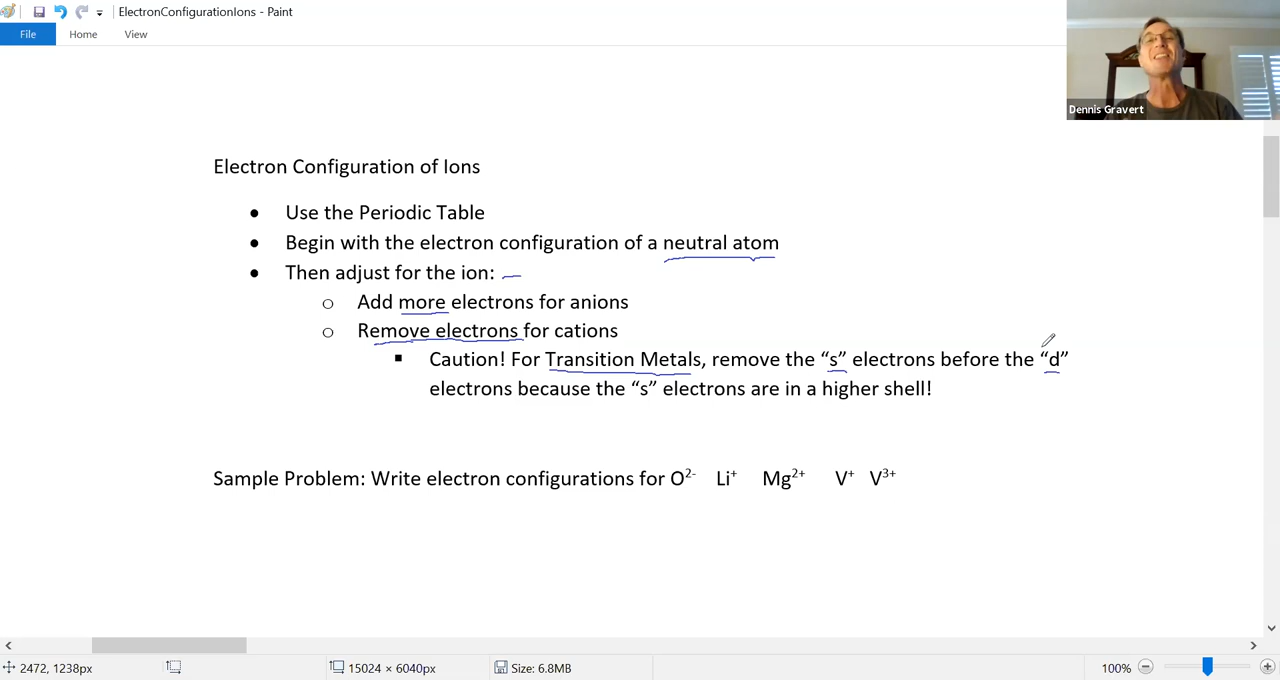 ElectronConfigurationIons - Paint
File Home View
Dennis Gravert
Electron Configuration of Ions
• Use the Periodic Table
• Begin with the electron configuration of a neutral atom
• Then adjust for the ion:
o Add more electrons for anions
o Remove electrons for cations
▪ Caution! For Transition Metals, remove the “s” electrons before the “d”
electrons because the “s” electrons are in a higher shell!
Sample Problem: Write electron configurations for O²⁻ Li⁺ Mg²⁺ V⁺ V³⁺
2472, 1238px 15024 × 6040px Size: 6.8MB 100%